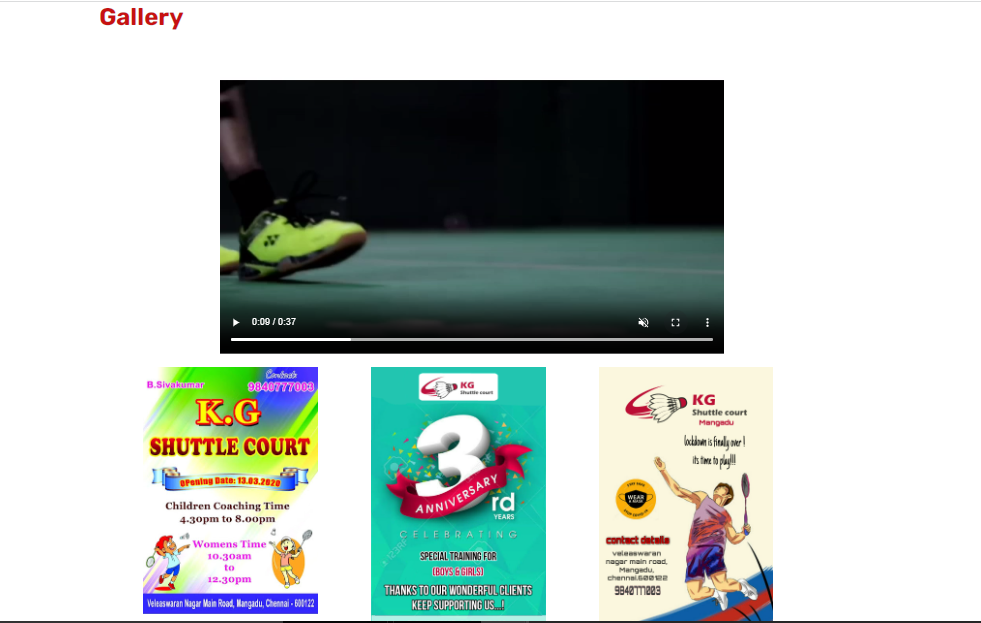 Gallery
0:09 / 0:37
B.Sivakumar
Contact:
9840777003
K.G
SHUTTLE COURT
OPening Date: 13.03.2020
Children Coaching Time
4.30pm to 8.00pm
Womens Time
10.30am
to
12.30pm
Veleaswaran Nagar Main Road, Mangadu, Chennai - 600122
KG
Shuttle court
3rd
ANNIVERSARY
YEARS
CELEBRATING
SPECIAL TRAINING FOR
(BOYS & GIRLS)
THANKS TO OUR WONDERFUL CLIENTS
KEEP SUPPORTING US...!
KG
Shuttle court
Mangadu
lockdown is finally over !
its time to play!!!
WEAR
contact details
veleaswaran
nagar main road,
Mangadu,
chennai.600122
9840777003